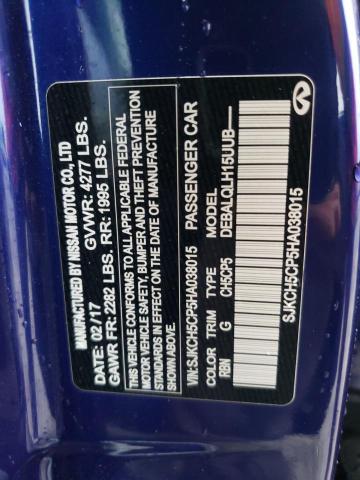 MANUFACTURED BY NISSAN MOTOR CO., LTD
DATE: 02 /17 GVWR: 4277 LBS.
GAWR FR: 2282 LBS. RR: 1995 LBS.
THIS VEHICLE CONFORMS TO ALL APPLICABLE FEDERAL
MOTOR VEHICLE SAFETY, BUMPER AND THEFT PREVENTION
STANDARDS IN EFFECT ON THE DATE OF MANUFACTURE
SHOWN ABOVE.
VIN:SJKCH5CP5HA038015 PASSENGER CAR
COLOR TRIM TYPE MODEL
RBN G CH5CP5 DEBALQLH15UUB
SJKCH5CP5HA038015